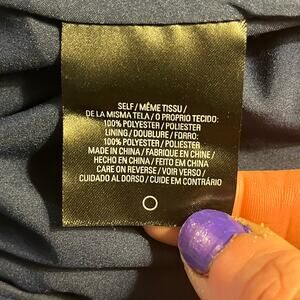 SELF / MÊME TISSU /
DE LA MISMA TELA / O PROPRIO TECIDO:
100% POLYESTER / POLIESTER
LINING / DOUBLURE / FORRO:
100% POLYESTER / POLIESTER
MADE IN CHINA / FABRIQUE EN CHINE /
HECHO EN CHINA / FEITO EM CHINA
CARE ON REVERSE / VOIR VERSO /
CUIDADO AL DORSO / CUIDE EM CONTRÁRIO